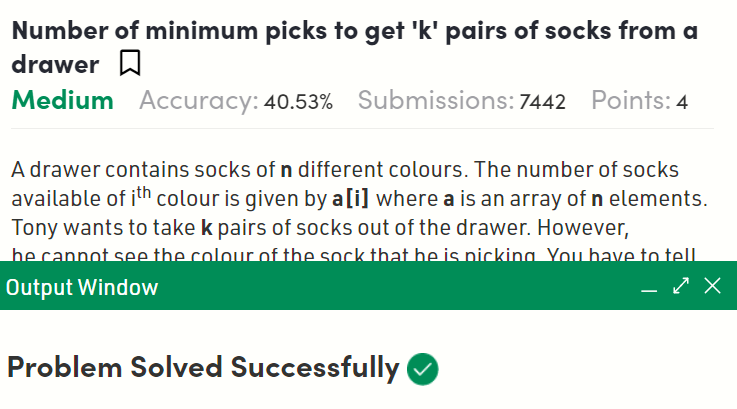 Number of minimum picks to get 'k' pairs of socks from a
drawer
Medium Accuracy: 40.53% Submissions: 7442 Points: 4
A drawer contains socks of n different colours. The number of socks
available of ith colour is given by a[i] where a is an array of n elements.
Tony wants to take k pairs of socks out of the drawer. However,
he cannot see the colour of the sock that he is picking. You have to tell
Output Window
Problem Solved Successfully